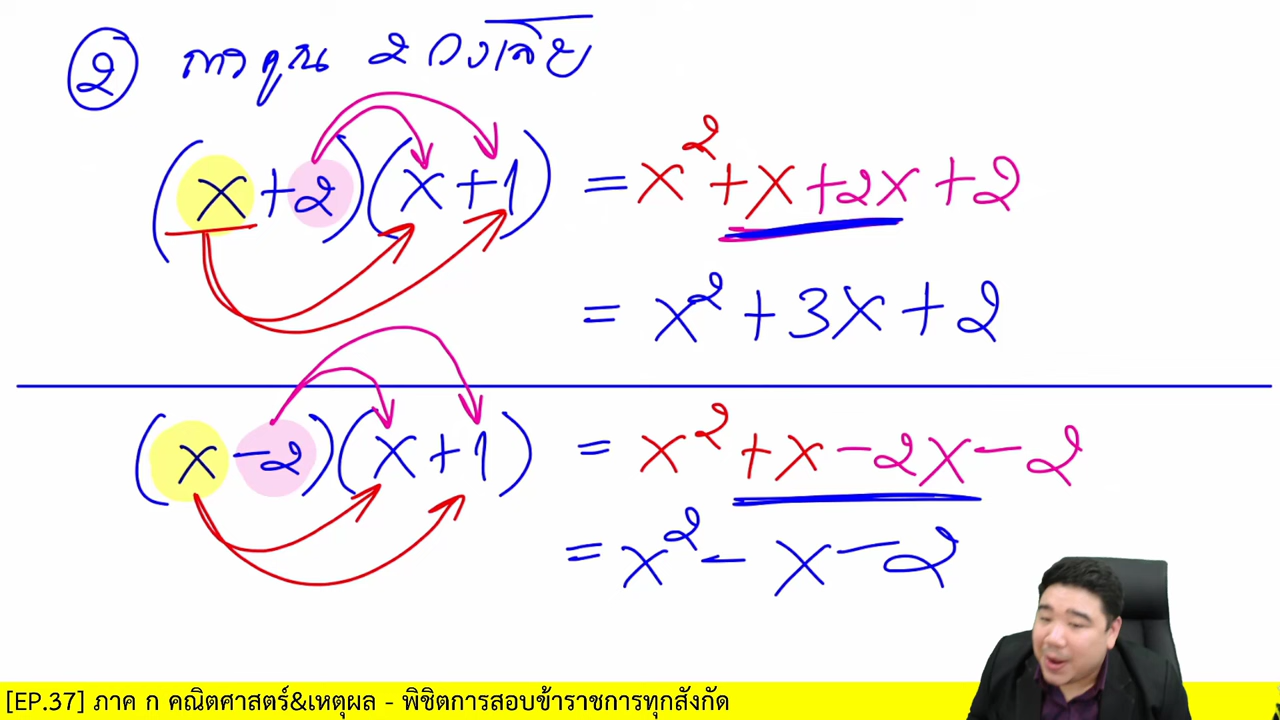 ② การคูณ 2 วงเล็บ
(x+2)(x+1) = x²+x+2x+2
= x²+3x+2
(x-2)(x+1) = x²+x-2x-2
= x²-x-2
[EP.37] ภาค ก คณิตศาสตร์&เหตุผล - พิชิตการสอบข้าราชการทุกสังกัด